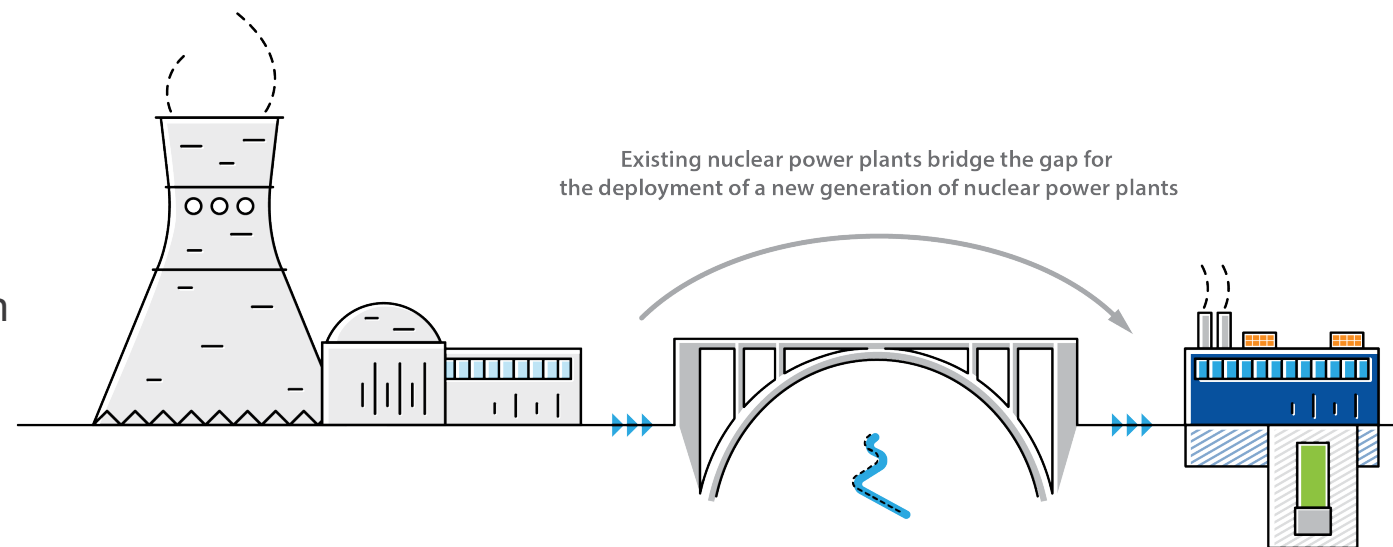 Existing nuclear power plants bridge the gap for
the deployment of a new generation of nuclear power plants
n